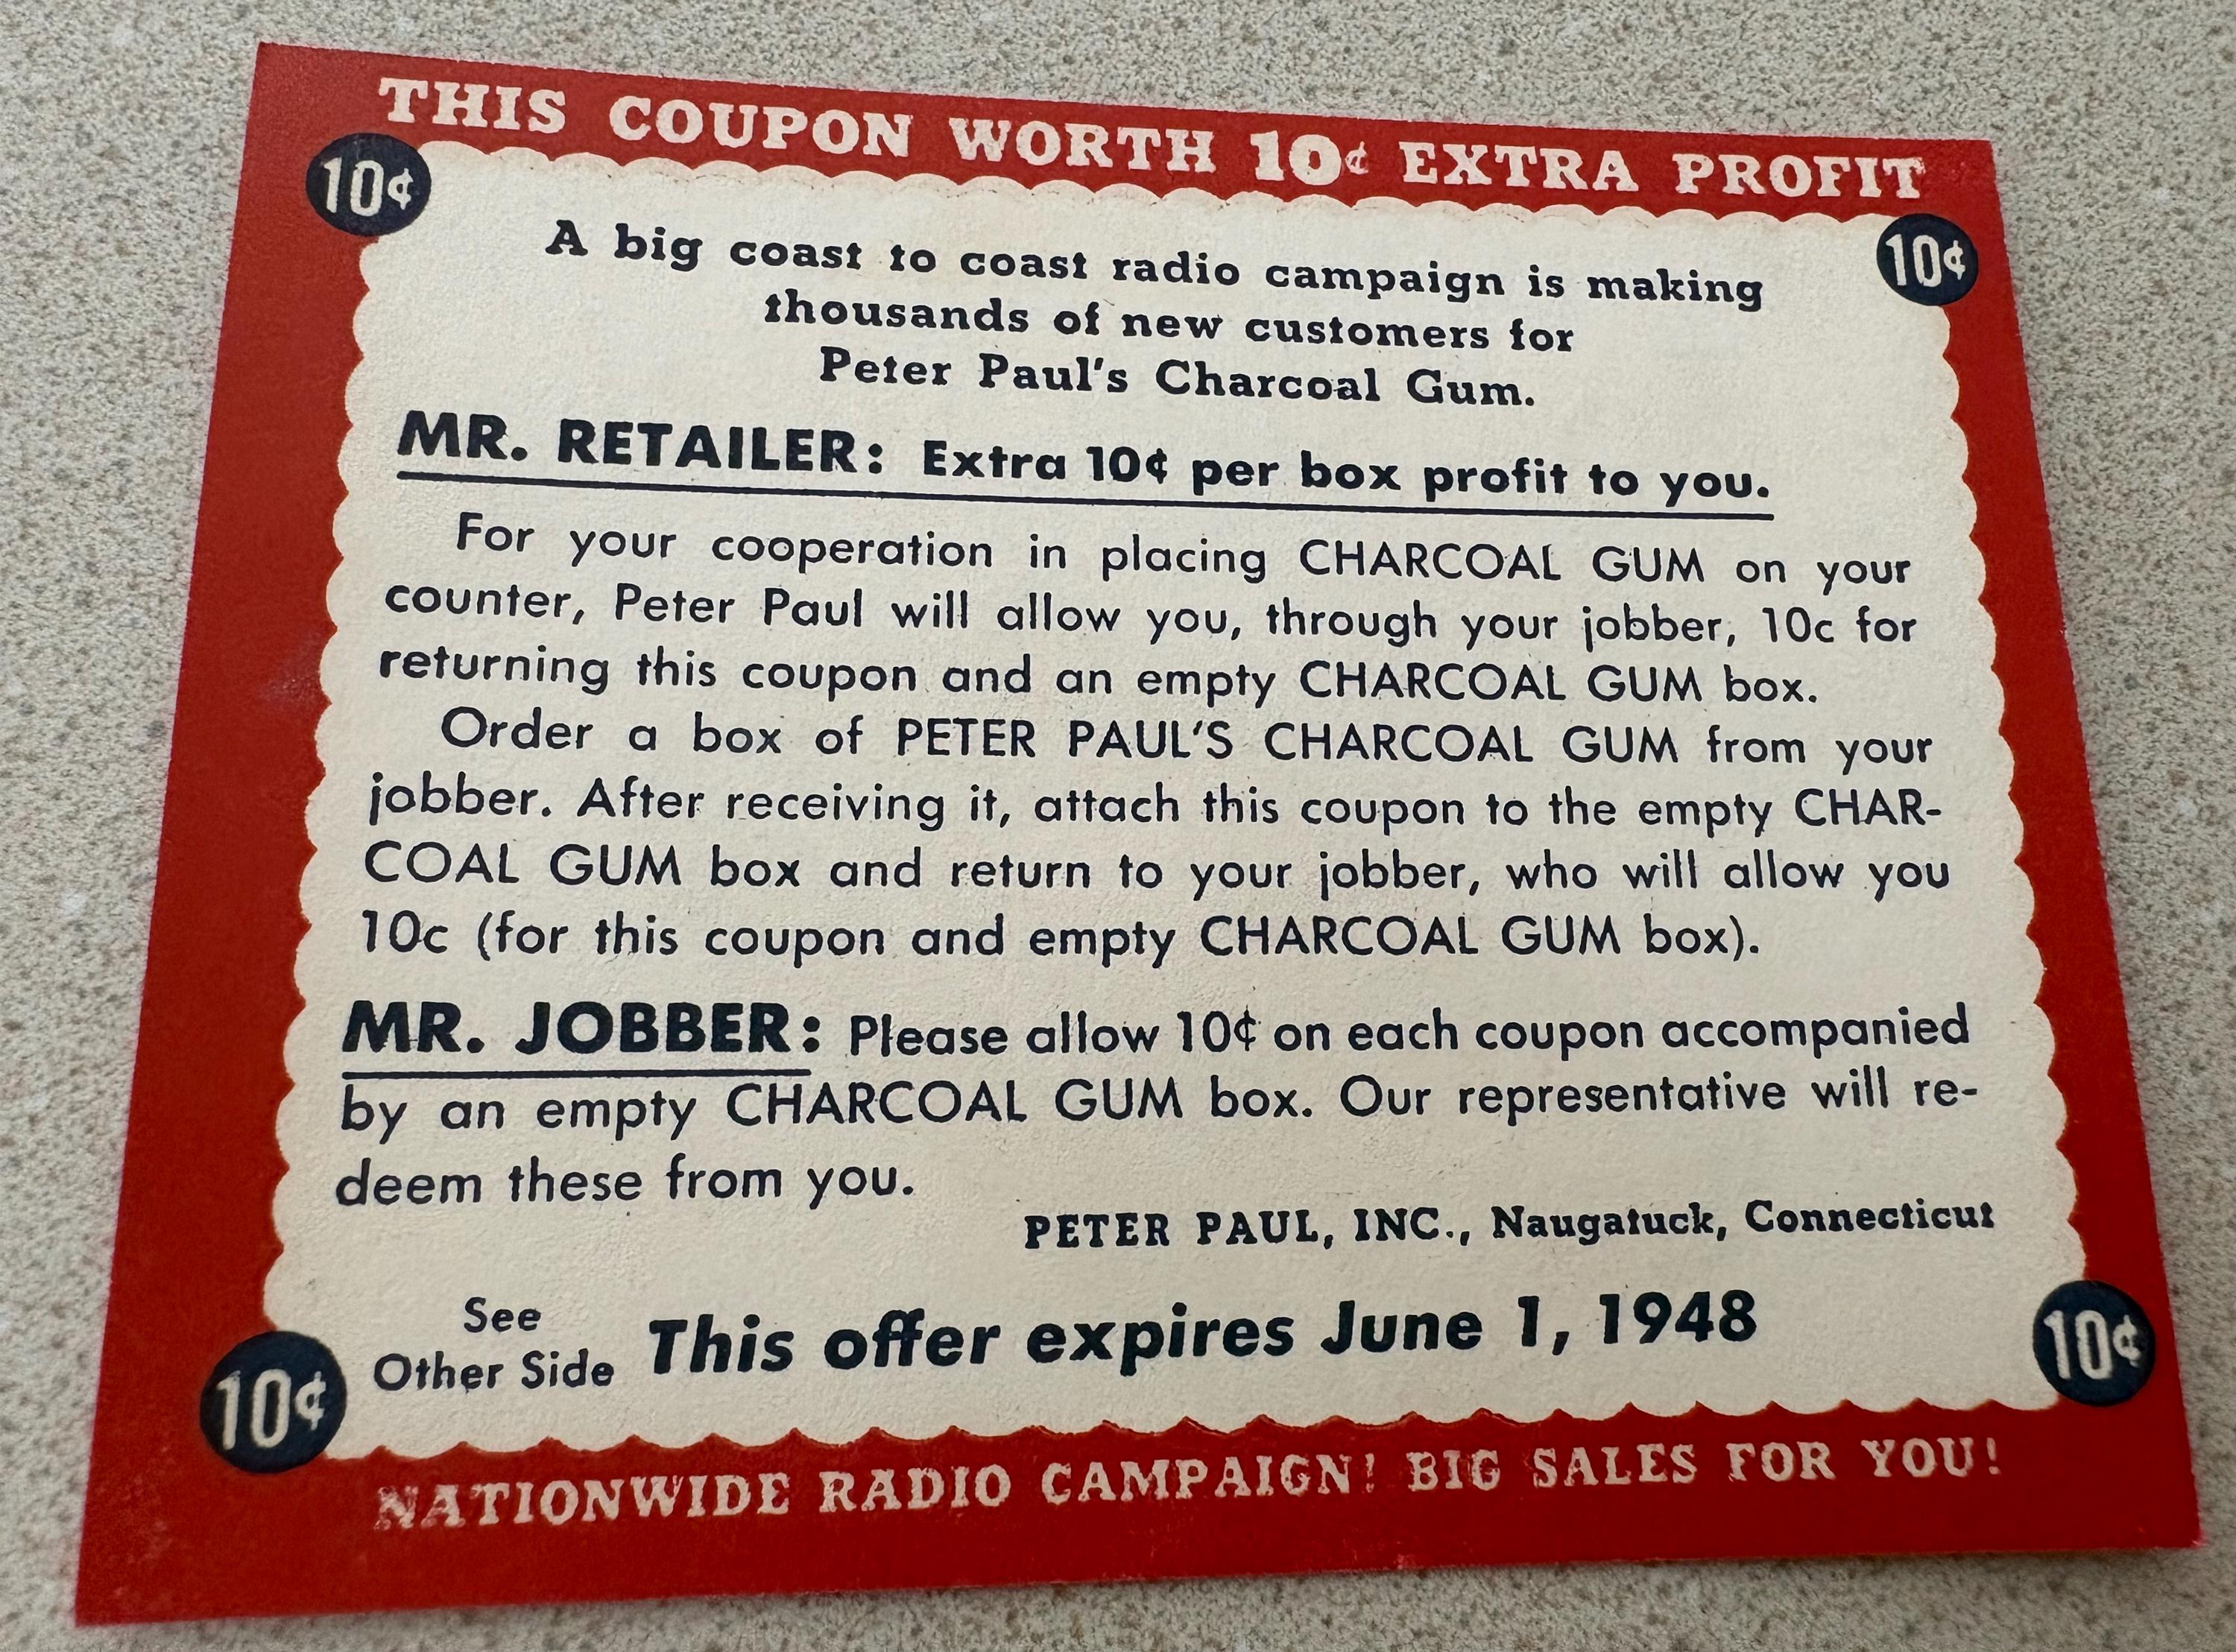 THIS COUPON WORTH 10¢ EXTRA PROFIT
10¢
10¢
A big coast to coast radio campaign is making
thousands of new customers for
Peter Paul's Charcoal Gum.
MR. RETAILER: Extra 10¢ per box profit to you.
For your cooperation in placing CHARCOAL GUM on your
counter, Peter Paul will allow you, through your jobber, 10c for
returning this coupon and an empty CHARCOAL GUM box.
Order a box of PETER PAUL'S CHARCOAL GUM from your
jobber. After receiving it, attach this coupon to the empty CHAR-
COAL GUM box and return to your jobber, who will allow you
10c (for this coupon and empty CHARCOAL GUM box).
MR. JOBBER: Please allow 10¢ on each coupon accompanied
by an empty CHARCOAL GUM box. Our representative will re-
deem these from you.
PETER PAUL, INC., Naugatuck, Connecticut
See
Other Side
This offer expires June 1, 1948
10¢
10¢
NATIONWIDE RADIO CAMPAIGN! BIG SALES FOR YOU!